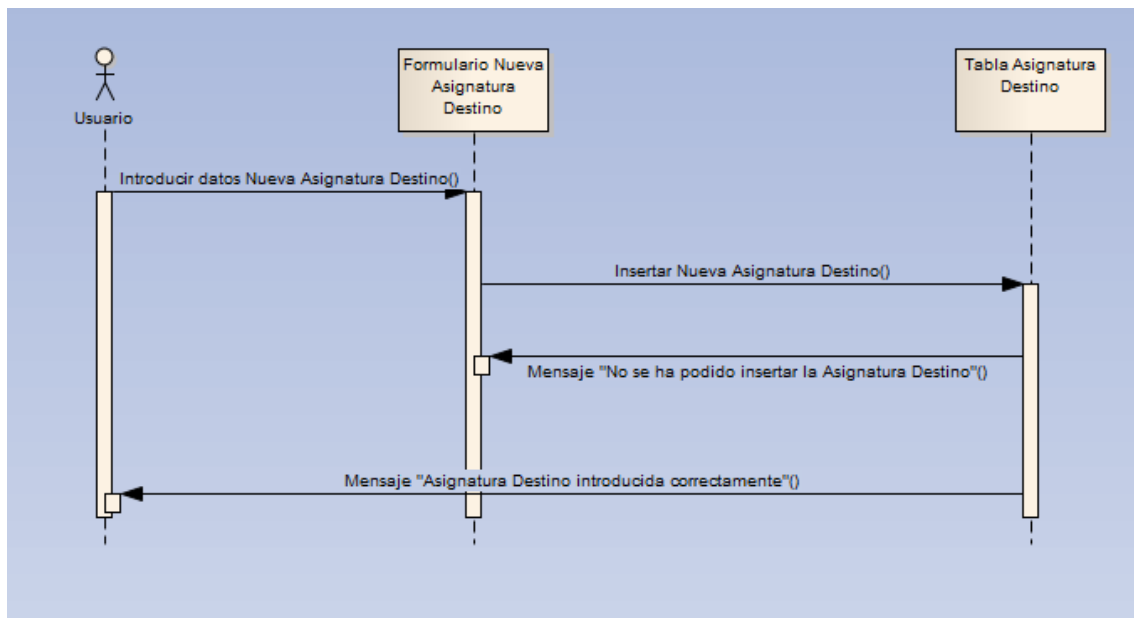 Usuario
Formulario Nueva
Asignatura
Destino
Tabla Asignatura
Destino
Introducir datos Nueva Asignatura Destino()
Insertar Nueva Asignatura Destino()
Mensaje "No se ha podido insertar la Asignatura Destino"()
Mensaje "Asignatura Destino introducida correctamente"()